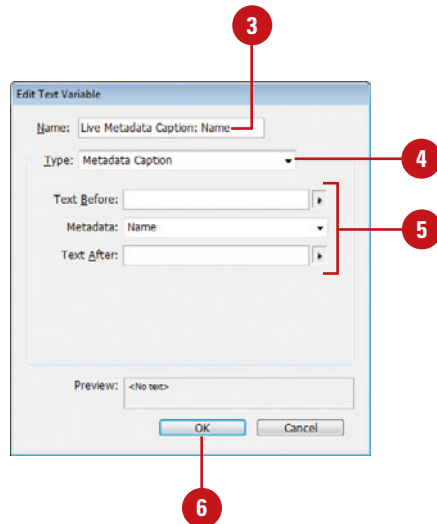 3
Edit Text Variable
Name: Live Metadata Caption: Name
Type: Metadata Caption
4
Text Before:
Metadata: Name
5
Text After:
Preview: <No text>
OK Cancel
6